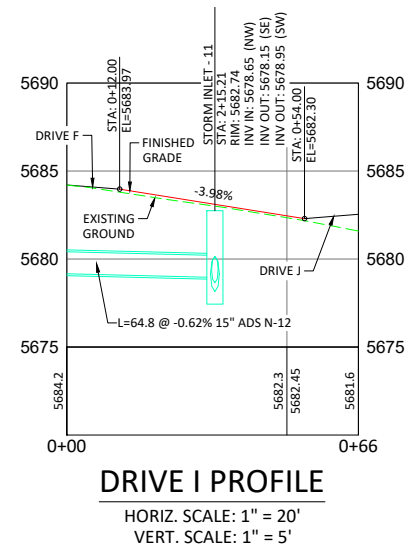 STA: 0+12.00
EL=5683.97
STORM INLET - 11
STA: 2+15.21
RIM: 5682.74
INV IN: 5678.65 (NW)
INV OUT: 5678.15 (SE)
INV OUT: 5678.95 (SW)
STA: 0+54.00
EL=5682.30
5690
5690
DRIVE F
FINISHED
GRADE
5685
5685
-3.98%
EXISTING
GROUND
5680
5680
DRIVE J
L=64.8 @ -0.62% 15" ADS N-12
5675
5675
5684.2
5682.3
5682.45
5681.6
0+00
0+66
DRIVE I PROFILE
HORIZ. SCALE: 1" = 20'
VERT. SCALE: 1" = 5'